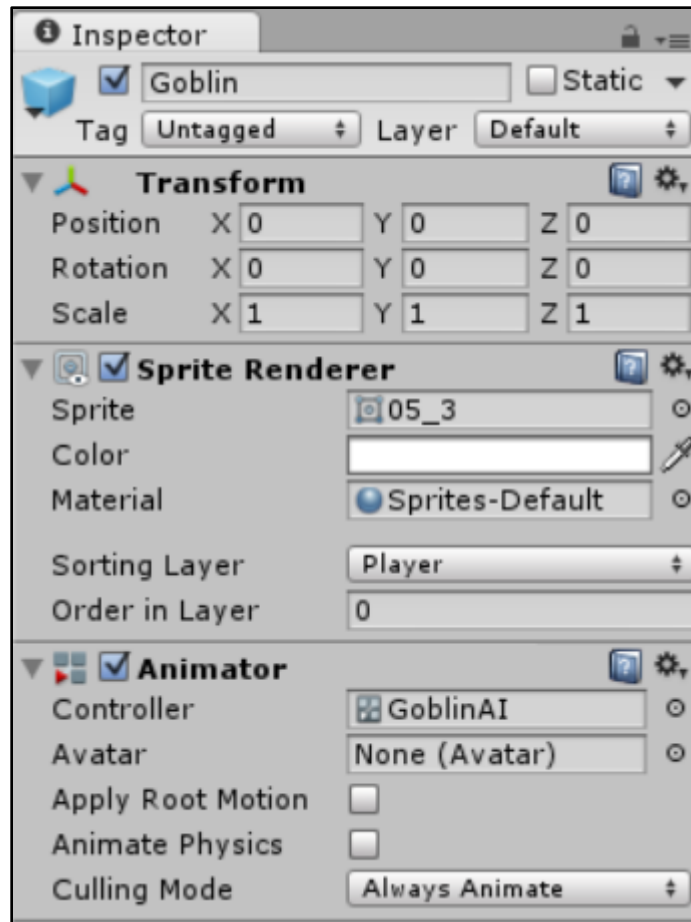 Inspector
Goblin Static
Tag Untagged Layer Default
Transform
Position X 0 Y 0 Z 0
Rotation X 0 Y 0 Z 0
Scale X 1 Y 1 Z 1
Sprite Renderer
Sprite 05_3
Color
Material Sprites-Default
Sorting Layer Player
Order in Layer 0
Animator
Controller GoblinAI
Avatar None (Avatar)
Apply Root Motion
Animate Physics
Culling Mode Always Animate